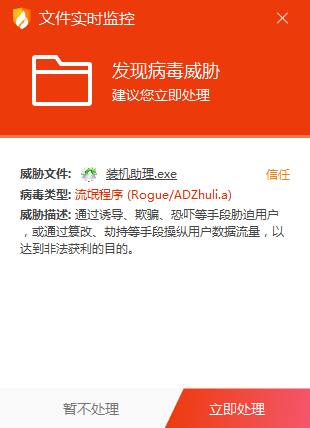 文件实时监控
发现病毒威胁
建议您立即处理
威胁文件: 装机助理.exe 信任
病毒类型: 流氓程序 (Rogue/ADZhuli.a)
威胁描述: 通过诱导、欺骗、恐吓等手段胁迫用户
，或通过篡改、劫持等手段操纵用户数据流量，以
达到非法获利的目的。
暂不处理 立即处理